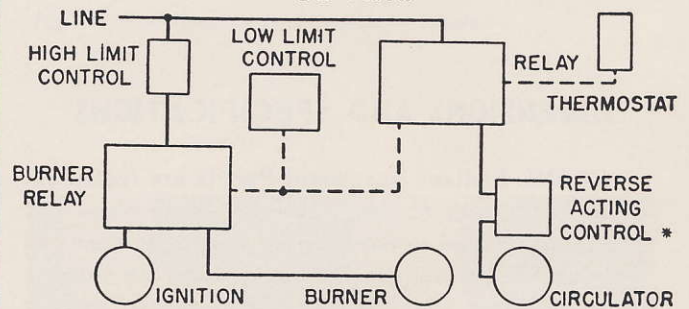 LINE
HIGH LIMIT
CONTROL
LOW LIMIT
CONTROL
RELAY
THERMOSTAT
BURNER
RELAY
REVERSE
ACTING
CONTROL *
IGNITION
BURNER
CIRCULATOR